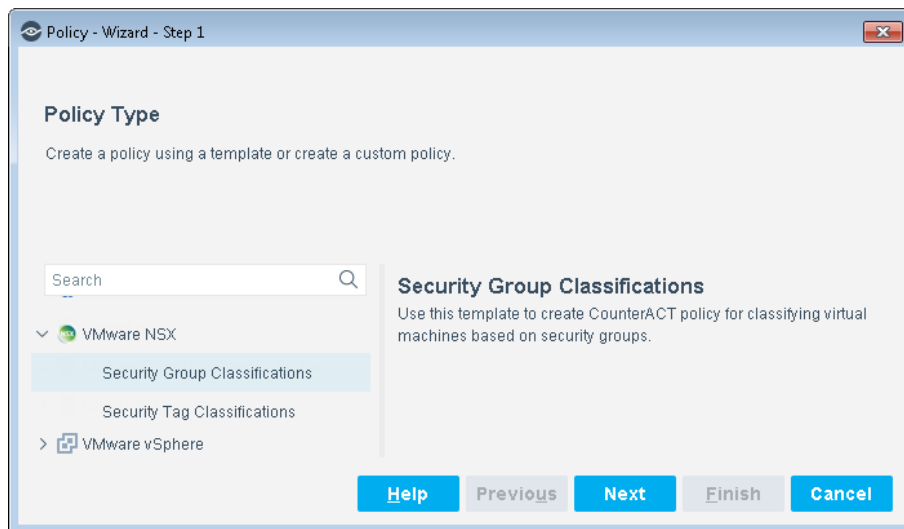 Policy - Wizard - Step 1
Policy Type
Create a policy using a template or create a custom policy.
Search
VMware NSX
Security Group Classifications
Security Tag Classifications
VMware vSphere
Security Group Classifications
Use this template to create CounterACT policy for classifying virtual
machines based on security groups.
Help Previous Next Finish Cancel